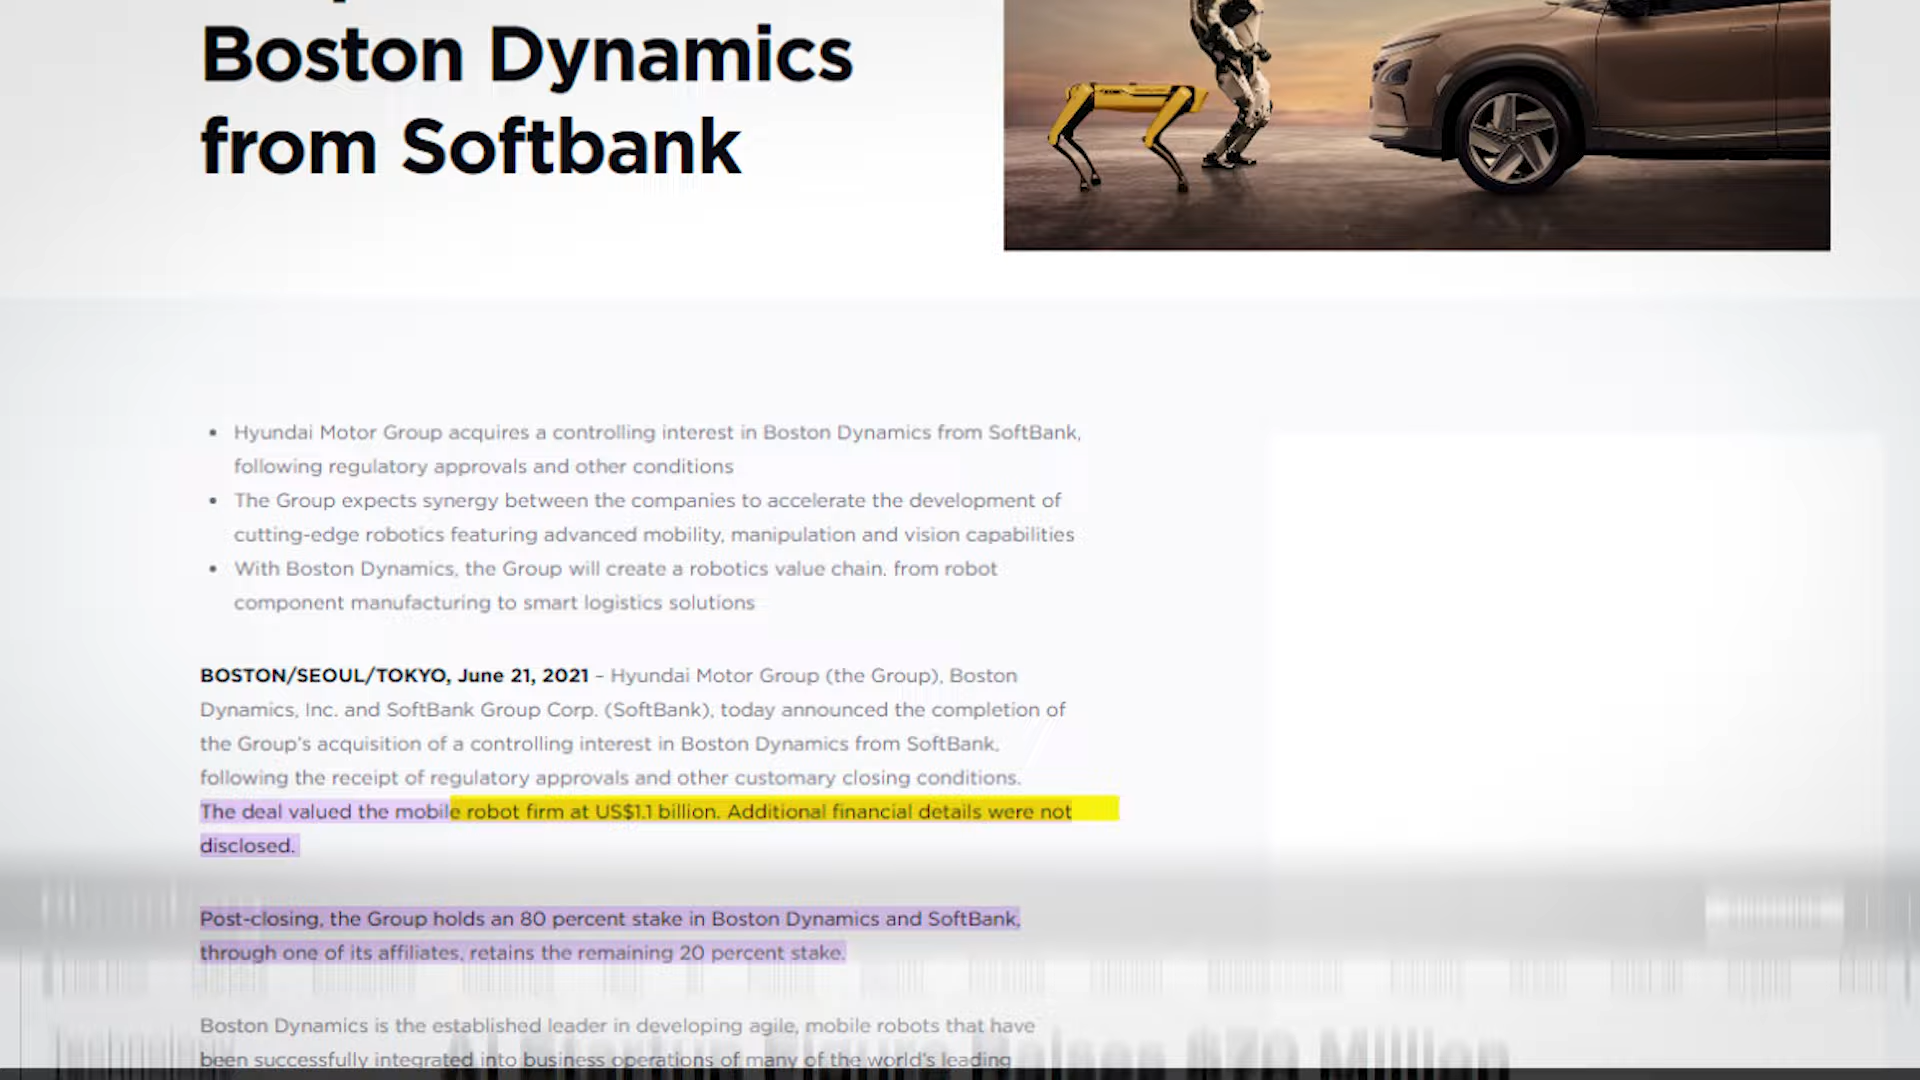 Boston Dynamics
from Softbank
• Hyundai Motor Group acquires a controlling interest in Boston Dynamics from SoftBank,
following regulatory approvals and other conditions
• The Group expects synergy between the companies to accelerate the development of
cutting-edge robotics featuring advanced mobility, manipulation and vision capabilities
• With Boston Dynamics, the Group will create a robotics value chain, from robot
component manufacturing to smart logistics solutions
BOSTON/SEOUL/TOKYO, June 21, 2021 – Hyundai Motor Group (the Group), Boston
Dynamics, Inc. and SoftBank Group Corp. (SoftBank), today announced the completion of
the Group's acquisition of a controlling interest in Boston Dynamics from SoftBank,
following the receipt of regulatory approvals and other customary closing conditions.
The deal valued the mobile robot firm at US$1.1 billion. Additional financial details were not
disclosed.
Post-closing, the Group holds an 80 percent stake in Boston Dynamics and SoftBank,
through one of its affiliates, retains the remaining 20 percent stake.
Boston Dynamics is the established leader in developing agile, mobile robots that have
been successfully integrated into business operations of many of the world's leading